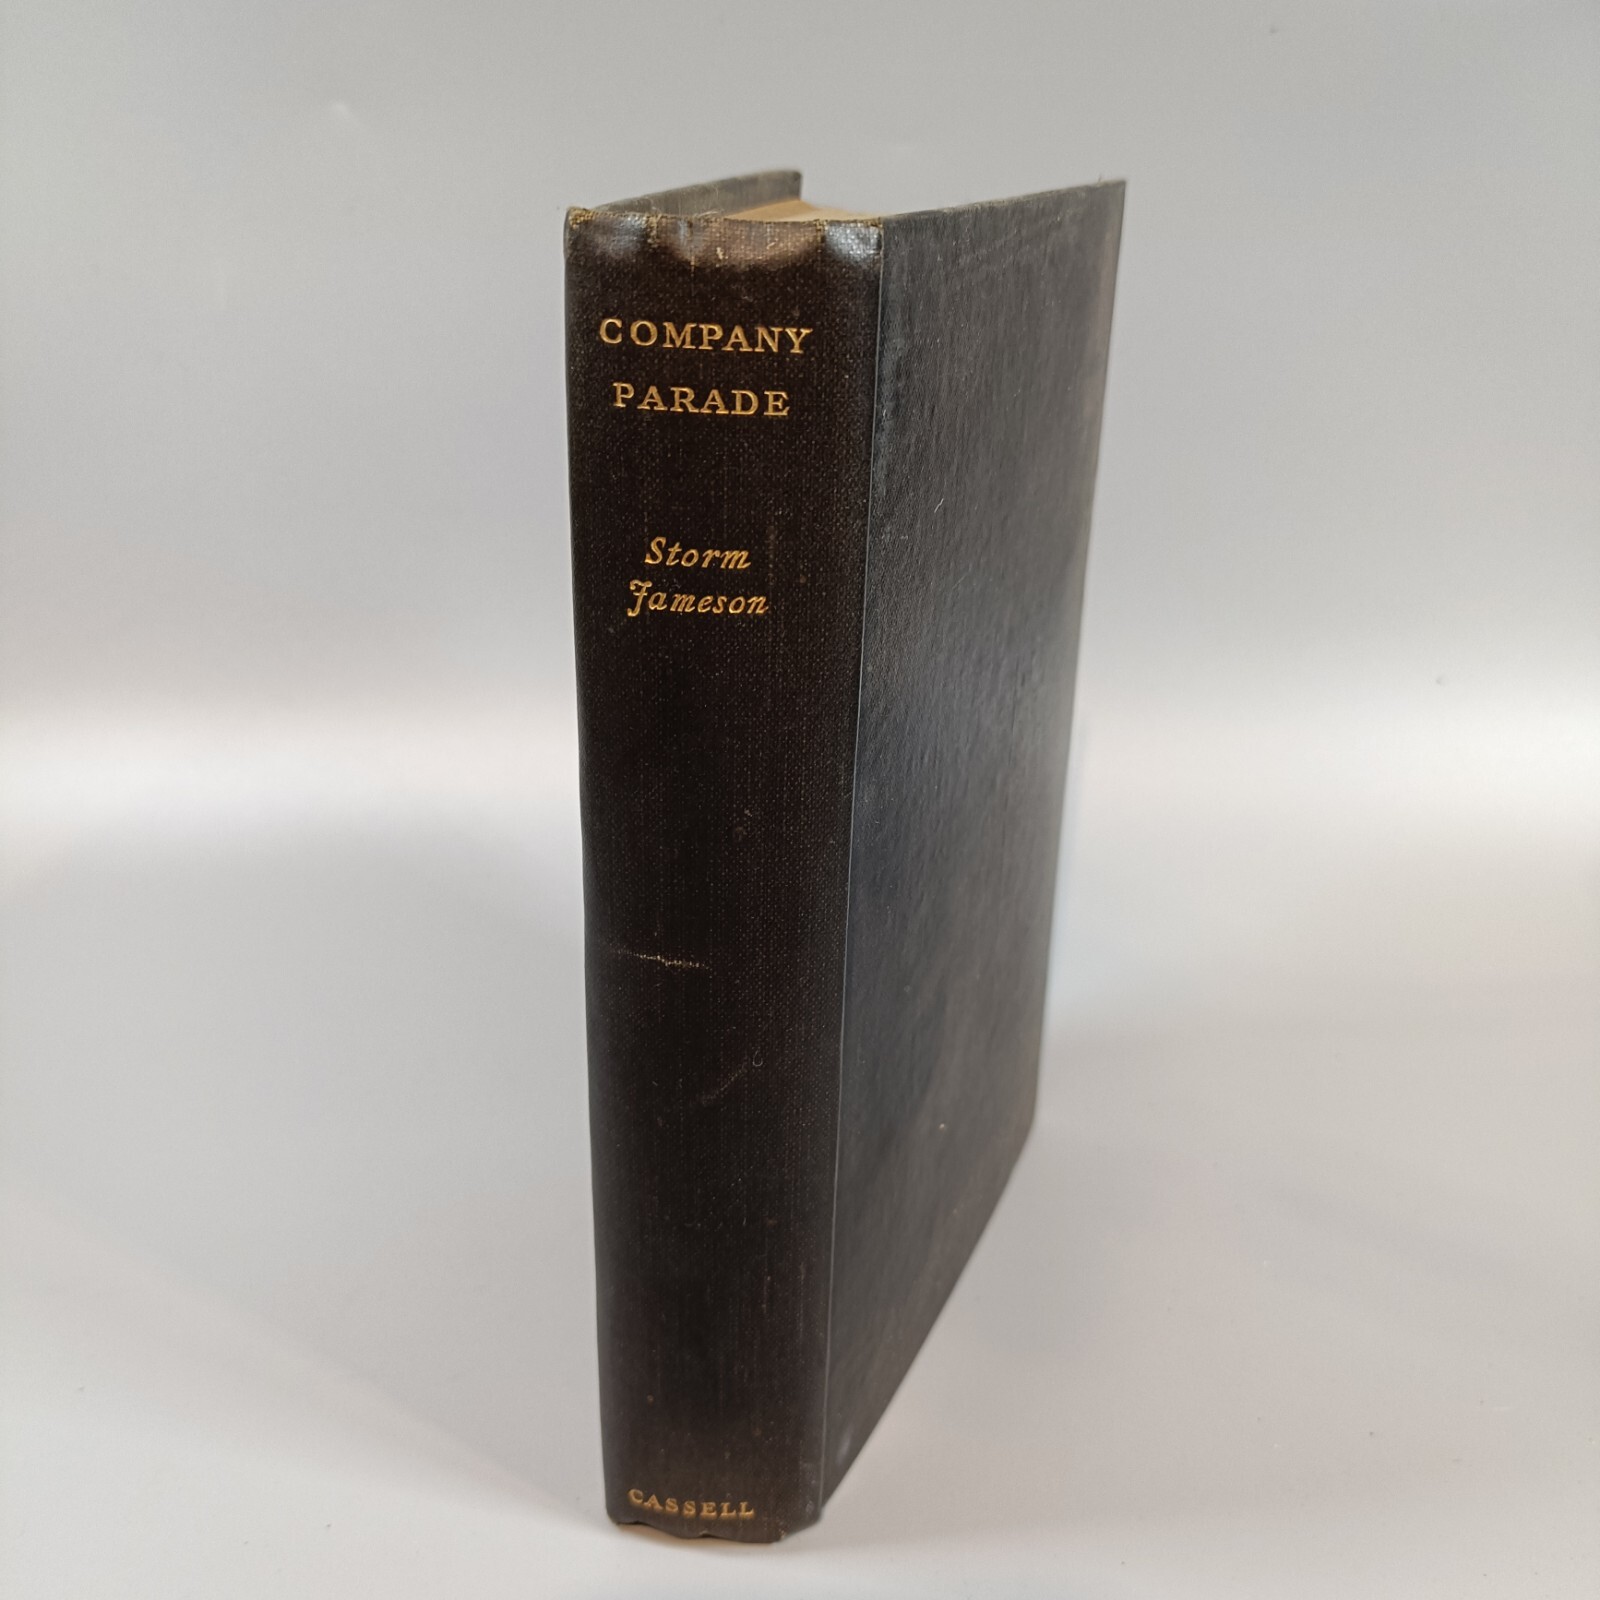 COMPANY
PARADE
Storm
Jameson
CASSELL